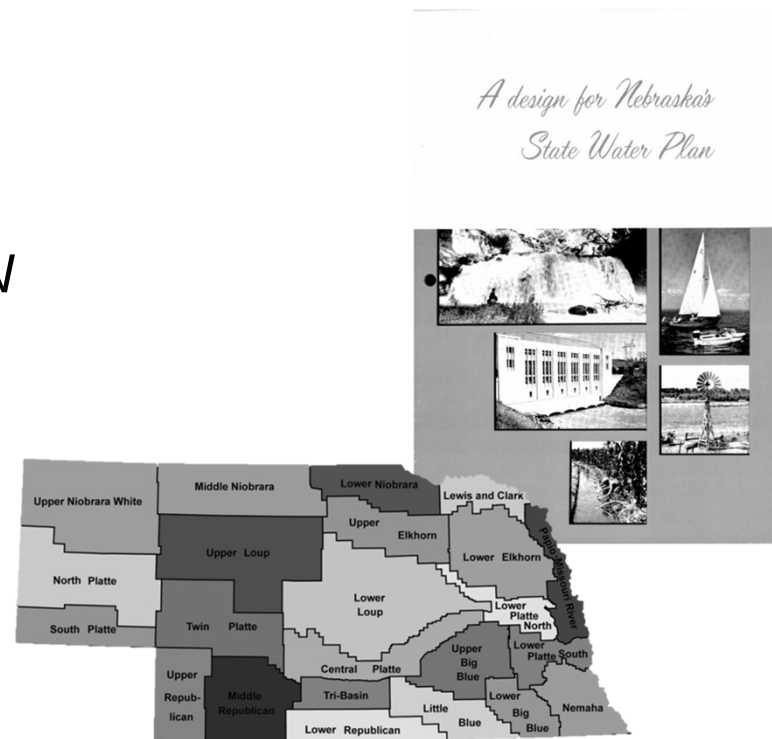 A design for Nebraska's
State Water Plan
Upper Niobrara White
Middle Niobrara
Lower Niobrara
Lewis and Clark
Upper Loup
Upper Elkhorn
Lower Elkhorn
Papio-Missouri River
North Platte
South Platte
Twin Platte
Lower
Loup
Central Platte
Lower
Platte
North
Lower
Platte South
Upper
Big
Blue
Upper
Repub-
lican
Middle
Republican
Tri-Basin
Lower Republican
Little
Blue
Lower
Big
Blue
Nemaha